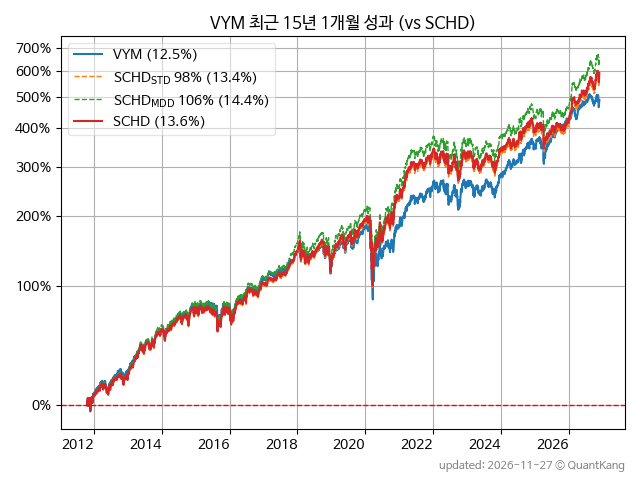 VYM 최근 15년 1개월 성과 (vs SCHD)
VYM (12.5%)
SCHD_STD 98% (13.4%)
SCHD_MDD 106% (14.4%)
SCHD (13.6%)
700%
600%
500%
400%
300%
200%
100%
0%
2012 2014 2016 2018 2020 2022 2024 2026
updated: 2026-11-27 © QuantKang